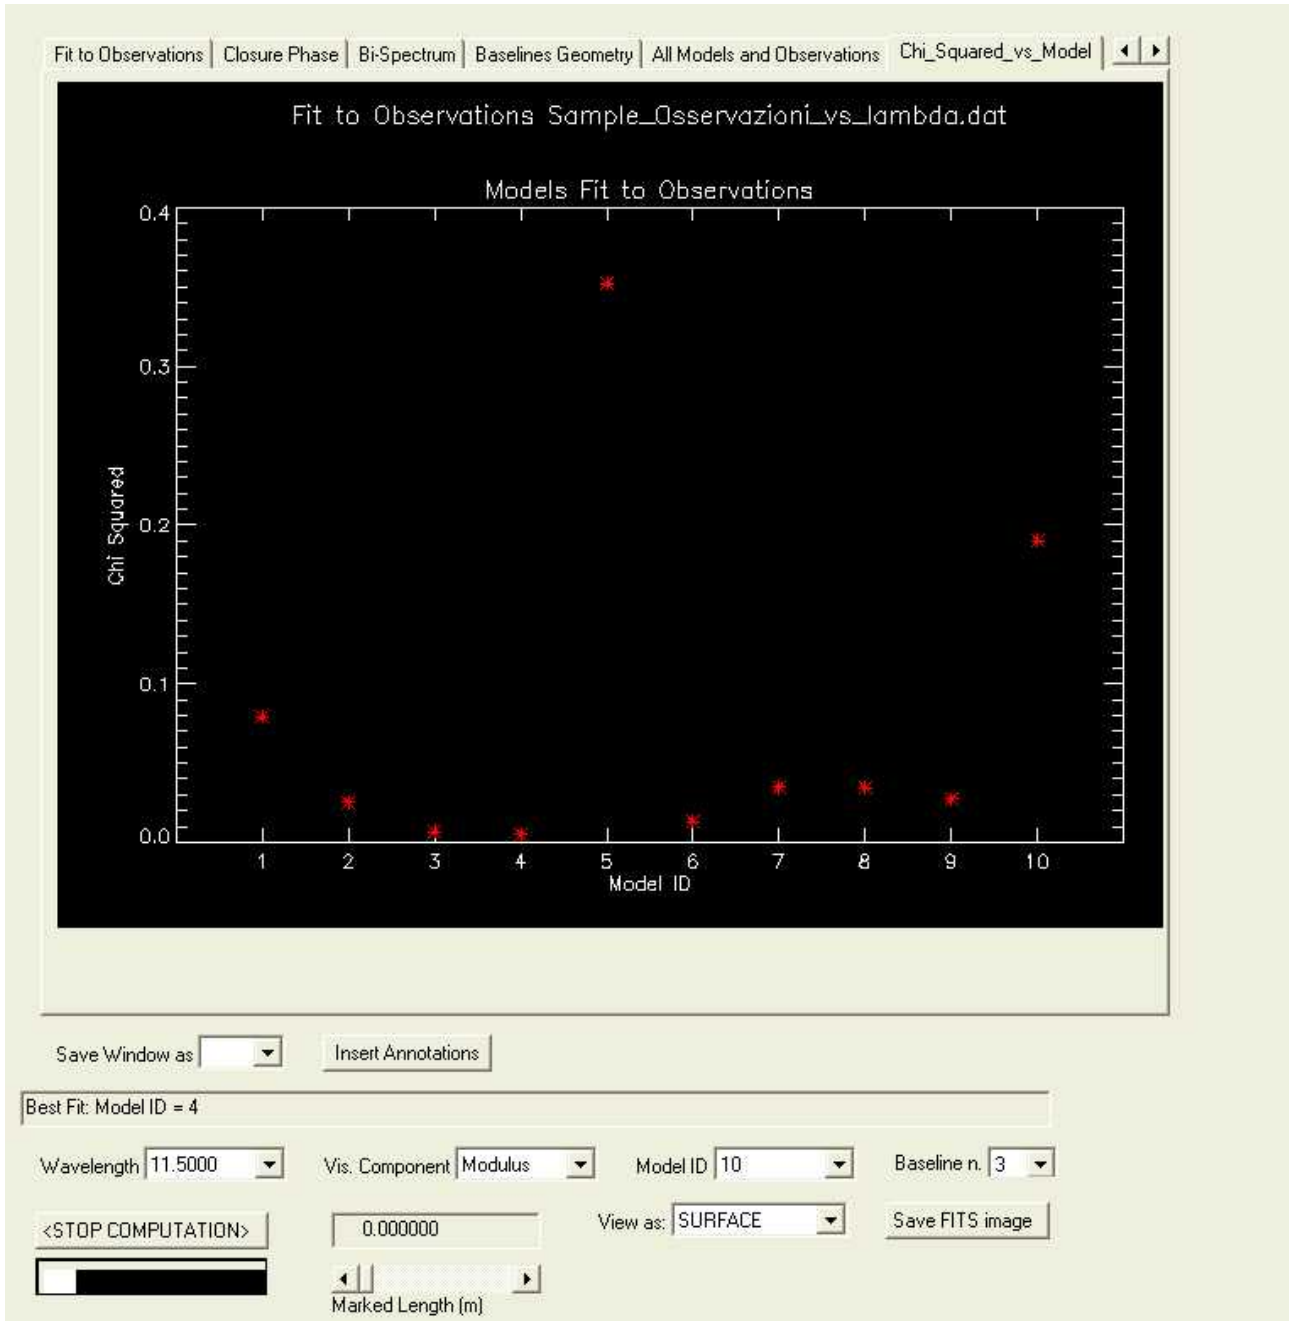 Fit to Observations Closure Phase Bi-Spectrum Baselines Geometry All Models and Observations Chi_Squared_vs_Model
Fit to Observations Sample_Osservazioni_vs_lambda.dat
Models Fit to Observations
0.4
0.3
0.2
0.1
0.0
Chi Squared
1 2 3 4 5 6 7 8 9 10
Model ID
Save Window as Insert Annotations
Best Fit: Model ID = 4
Wavelength 11.5000 Vis. Component Modulus Model ID 10 Baseline n. 3
<STOP COMPUTATION> 0.000000 View as: SURFACE Save FITS image
Marked Length (m)